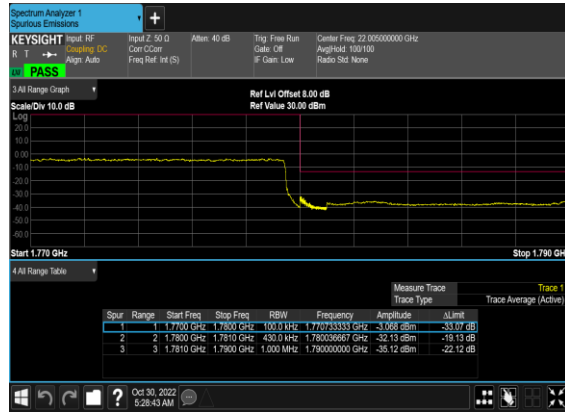 Spectrum Analyzer 1
Spurious Emissions
+
KEYSIGHT Input: RF Input Z: 50 Ω Atten: 40 dB Trig: Free Run Center Freq: 22.005000000 GHz
R T Coupling: DC Corr CCorr Gate: Off Avg|Hold: 100/100
Align: Auto Freq Ref: Int (S) IF Gain: Low Radio Std: None
PASS
3 All Range Graph
Ref Lvl Offset 8.00 dB
Scale/Div 10.0 dB Ref Value 30.00 dBm
Log
20.0
10.0
0.00
-10.0
-20.0
-30.0
-40.0
-50.0
-60.0
Start 1.770 GHz Stop 1.790 GH
4 All Range Table
Measure Trace Trace 1
Trace Type Trace Average (Active)
Spur Range Start Freq Stop Freq RBW Frequency Amplitude ΔLimit
1 1 1.7700 GHz 1.7800 GHz 100.0 kHz 1.770733333 GHz -3.068 dBm -33.07 dB
2 2 1.7800 GHz 1.7810 GHz 430.0 kHz 1.780036667 GHz -32.13 dBm -19.13 dB
3 3 1.7810 GHz 1.7900 GHz 1.000 MHz 1.790000000 GHz -35.12 dBm -22.12 dB
? Oct 30, 2022
5:28:43 AM